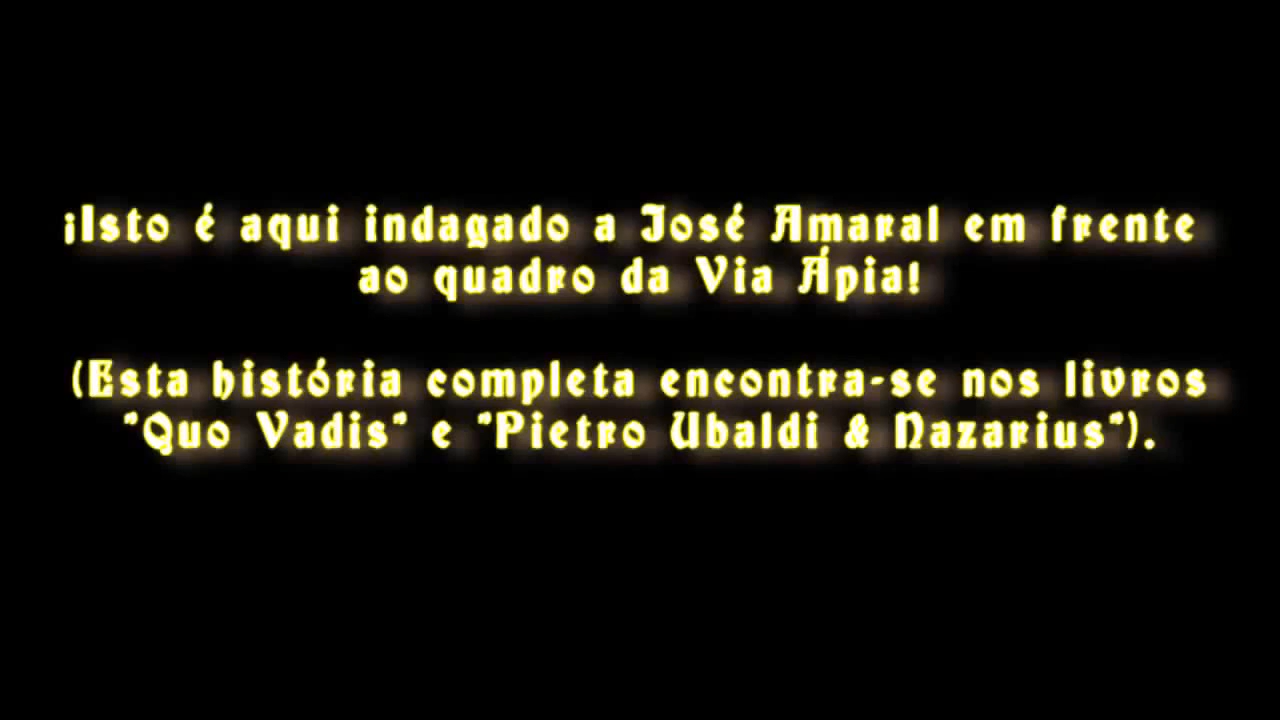 ¡Isto é aqui indagado a José Amaral em frente
ao quadro da Via Ápia!
(Esta história completa encontra-se nos livros
"Quo Vadis" e "Pietro Ubaldi & Nazarius").